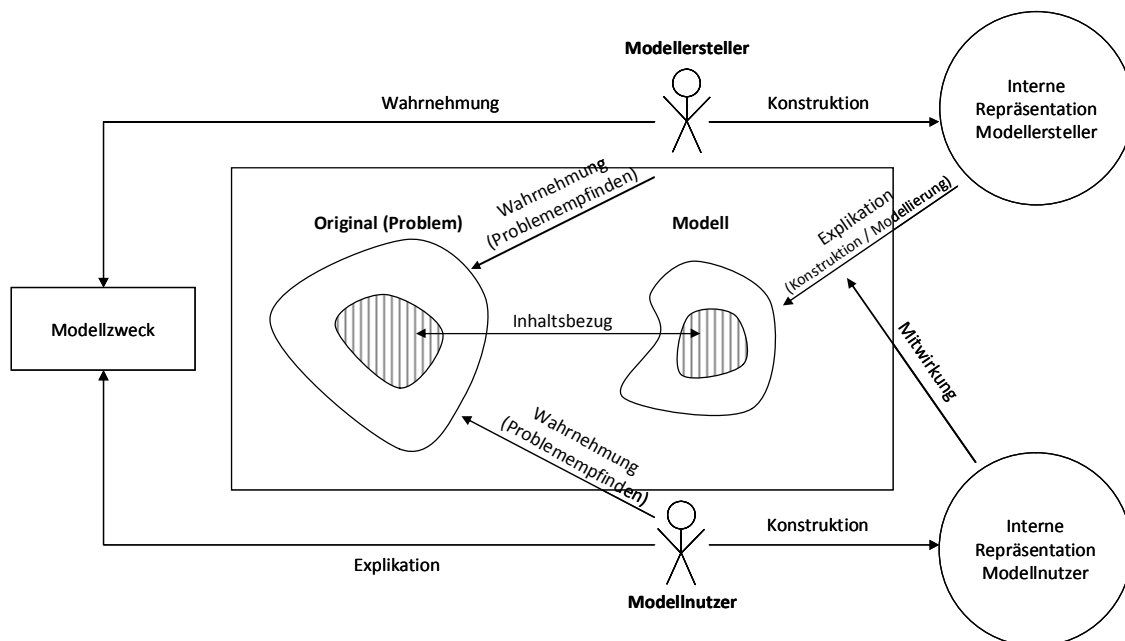 Modellersteller
Wahrnehmung
Konstruktion
Interne
Repräsentation
Modellersteller
Wahrnehmung
(Problemempfinden)
Explikation
(Konstruktion / Modellierung)
Original (Problem)
Modell
Modellzweck
Inhaltsbezug
Mitwirkung
Wahrnehmung
(Problemempfinden)
Konstruktion
Interne
Repräsentation
Modellnutzer
Explikation
Modellnutzer